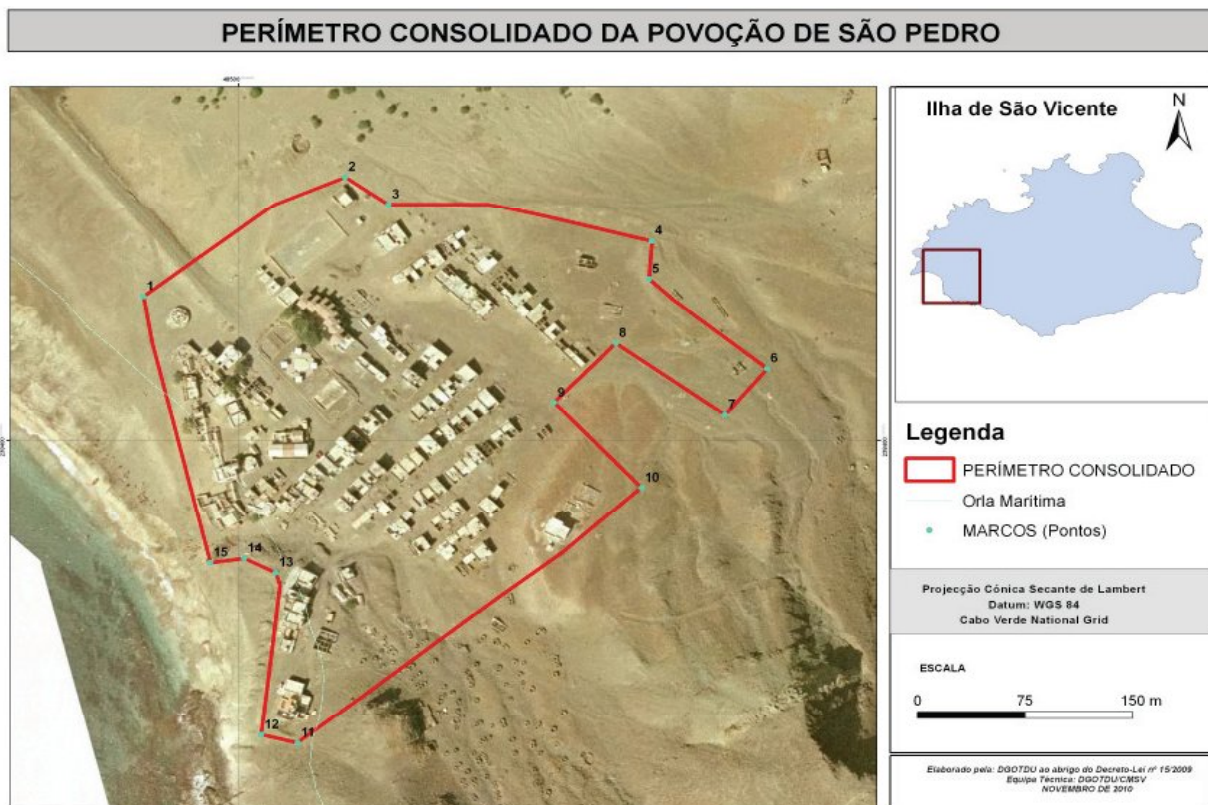 PERÍMETRO CONSOLIDADO DA POVOÇÃO DE SÃO PEDRO
Ilha de São Vicente
N
2
3
4
5
1
8
6
7
9
10
15
14
13
12
11
Legenda
PERÍMETRO CONSOLIDADO
Orla Maritima
MARCOS (Pontos)
Projecção Cónica Secante de Lambert
Datum: WGS 84
Cabo Verde National Grid
ESCALA
0 75 150 m
Elaborado pela: DGOTDU ao abrigo do Decreto-Lei nº 15/2009
Equipa Técnica: DGOTDU/CMSV
NOVEMBRO DE 2010